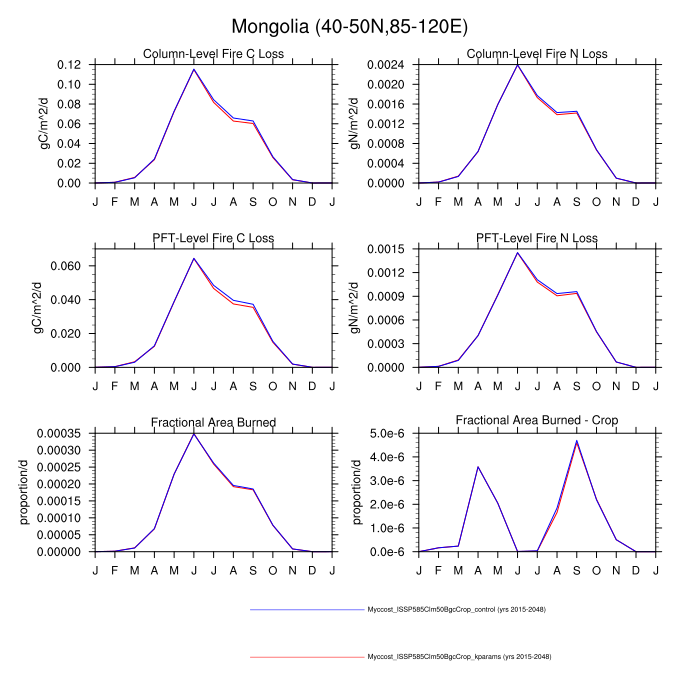 Mongolia (40-50N,85-120E)
Column-Level Fire C Loss
gC/m^2/d
0.12
0.10
0.08
0.06
0.04
0.02
0.00
J F M A M J J A S O N D J
Column-Level Fire N Loss
gN/m^2/d
0.0024
0.0018
0.0012
0.0006
0.0000
J F M A M J J A S O N D J
PFT-Level Fire C Loss
gC/m^2/d
0.060
0.040
0.020
0.000
J F M A M J J A S O N D J
PFT-Level Fire N Loss
gN/m^2/d
0.0015
0.0012
0.0009
0.0006
0.0003
0.0000
J F M A M J J A S O N D J
Fractional Area Burned
proportion/d
0.00035
0.00030
0.00025
0.00020
0.00015
0.00010
0.00005
0.00000
J F M A M J J A S O N D J
Fractional Area Burned - Crop
proportion/d
5.0e-6
4.0e-6
3.0e-6
2.0e-6
1.0e-6
0.0e-6
J F M A M J J A S O N D J
Myccost_ISSP585Clm50BgcCrop_control (yrs 2015-2048)
Myccost_ISSP585Clm50BgcCrop_kparams (yrs 2015-2048)